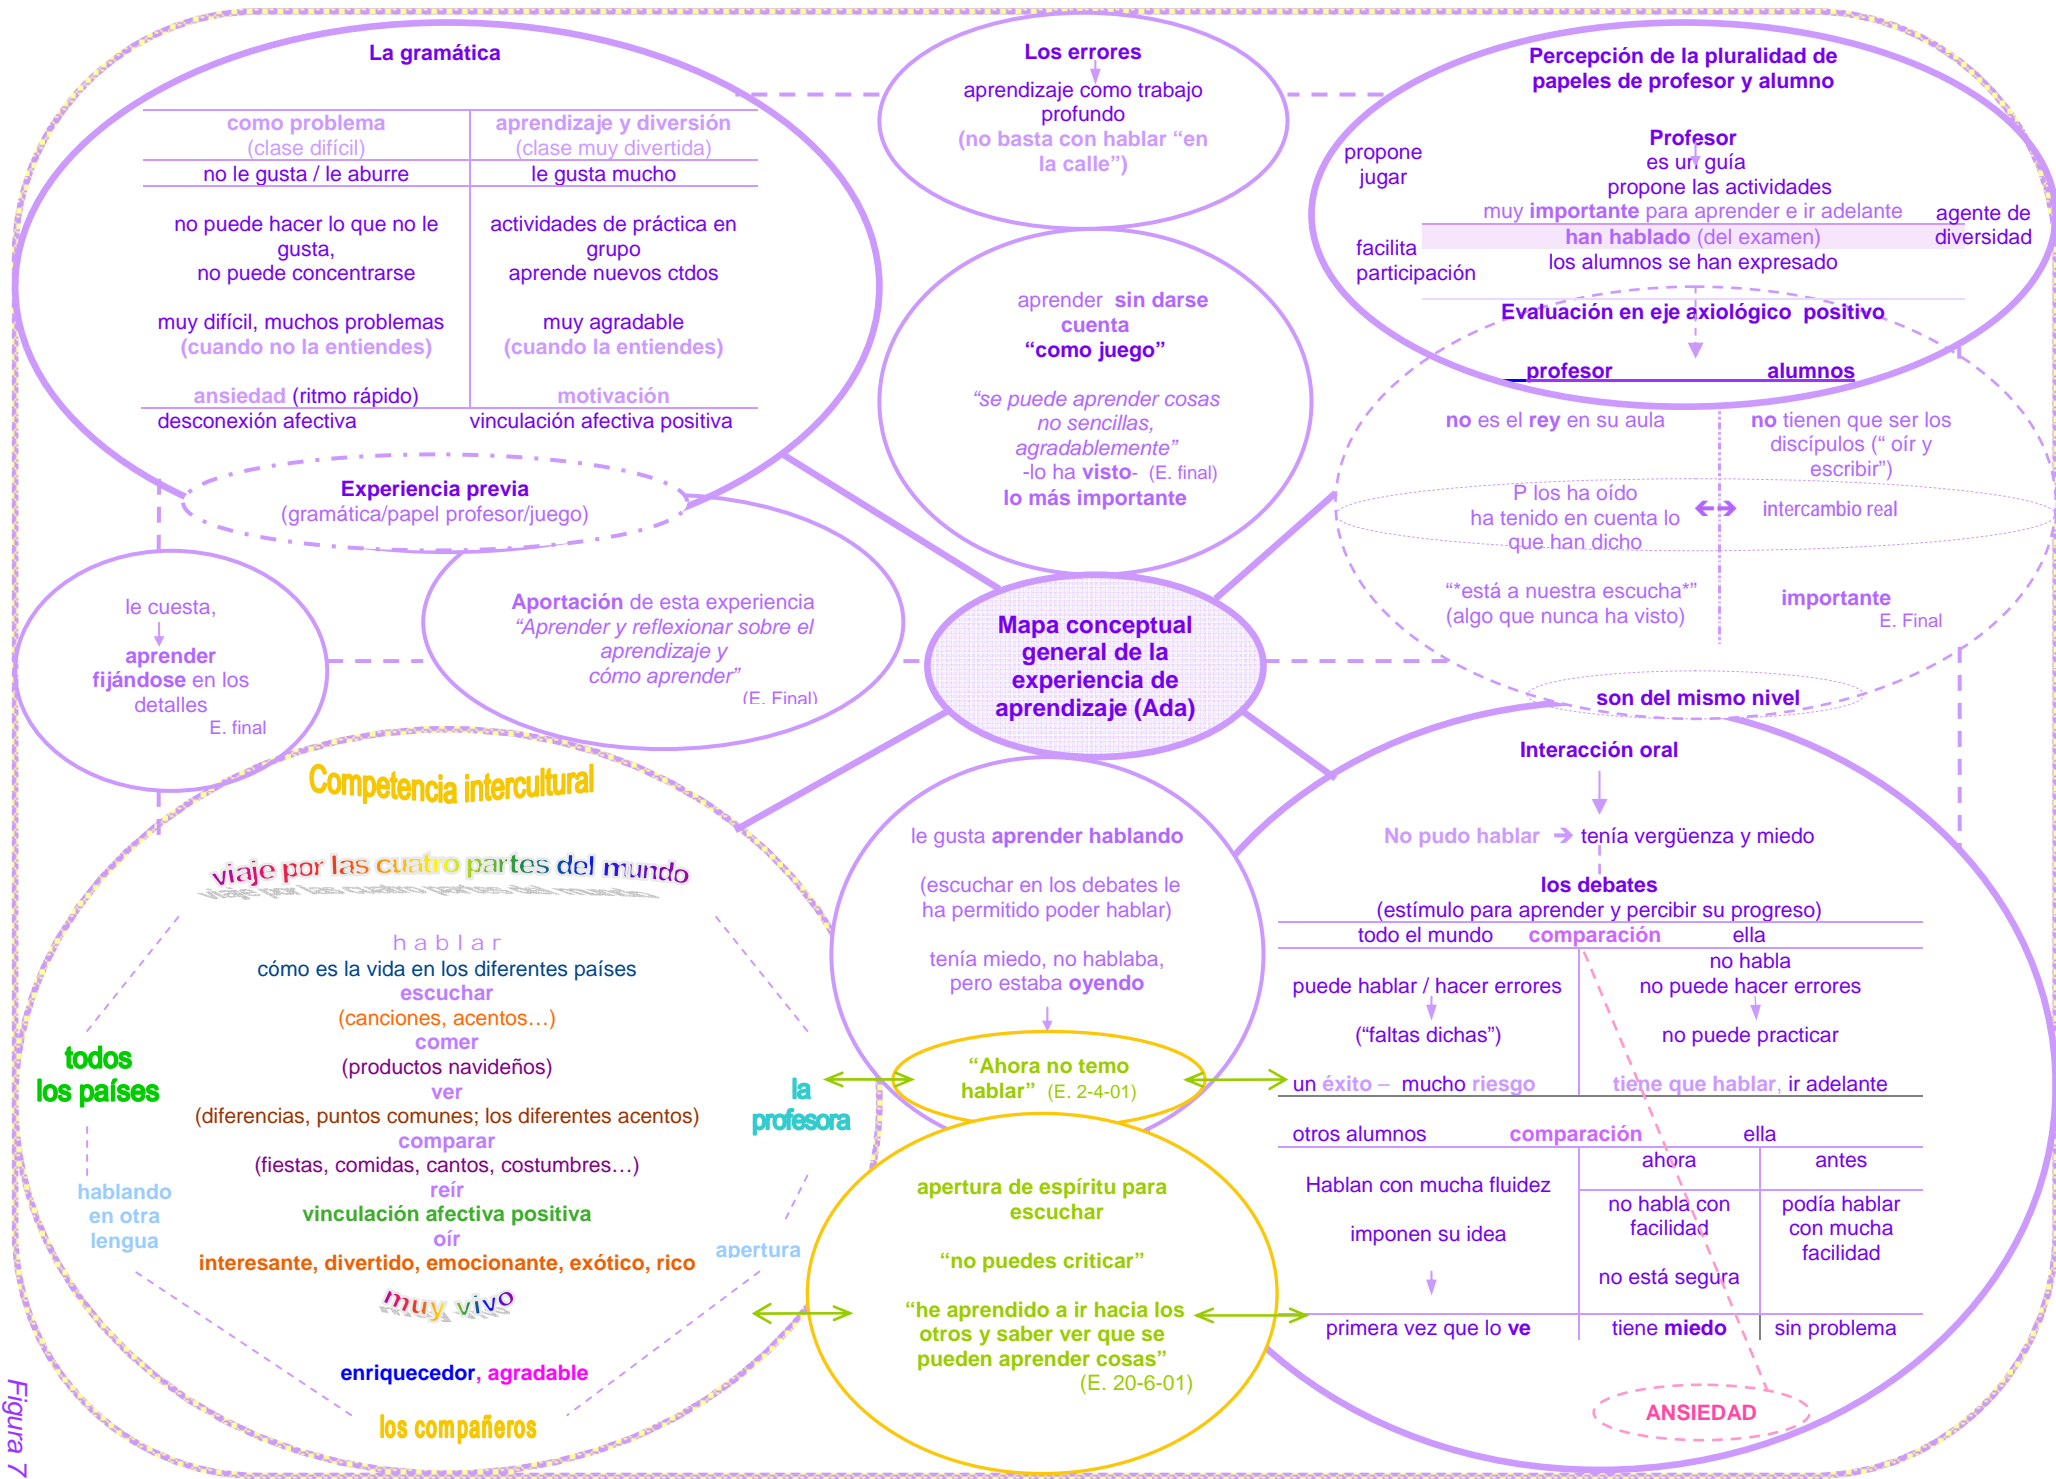 La gramática
como problema
(clase difícil)
aprendizaje y diversión
(clase muy divertida)
no le gusta / le aburre
le gusta mucho
no puede hacer lo que no le
gusta,
no puede concentrarse
actividades de práctica en
grupo
aprende nuevos ctdos
muy difícil, muchos problemas
(cuando no la entiendes)
muy agradable
(cuando la entiendes)
ansiedad (ritmo rápido)
motivación
desconexión afectiva
vinculación afectiva positiva
Experiencia previa
(gramática/papel profesor/juego)
Los errores
aprendizaje como trabajo
profundo
(no basta con hablar “en
la calle”)
aprender sin darse
cuenta
“como juego”
“se puede aprender cosas
no sencillas,
agradablemente”
-lo ha visto- (E. final)
lo más importante
Percepción de la pluralidad de
papeles de profesor y alumno
Profesor
es un guía
propone las actividades
muy importante para aprender e ir adelante
han hablado (del examen)
los alumnos se han expresado
propone
jugar
facilita
participación
agente de
diversidad
Evaluación en eje axiológico positivo
profesor
alumnos
no es el rey en su aula
no tienen que ser los
discípulos (“ oír y
escribir”)
P los ha oído
ha tenido en cuenta lo
que han dicho
intercambio real
“*está a nuestra escucha*”
(algo que nunca ha visto)
importante
E. Final
son del mismo nivel
le cuesta,
aprender
fijándose en los
detalles
E. final
Aportación de esta experiencia
“Aprender y reflexionar sobre el
aprendizaje y
cómo aprender”
(E. Final)
Mapa conceptual
general de la
experiencia de
aprendizaje (Ada)
Competencia intercultural
viaje por las cuatro partes del mundo
hablar
cómo es la vida en los diferentes países
escuchar
(canciones, acentos…)
comer
(productos navideños)
ver
(diferencias, puntos comunes; los diferentes acentos)
comparar
(fiestas, comidas, cantos, costumbres…)
reír
vinculación afectiva positiva
oír
interesante, divertido, emocionante, exótico, rico
muy vivo
enriquecedor, agradable
los compañeros
todos
los países
hablando
en otra
lengua
la
profesora
apertura
le gusta aprender hablando
(escuchar en los debates le
ha permitido poder hablar)
tenía miedo, no hablaba,
pero estaba oyendo
“Ahora no temo
hablar” (E. 2-4-01)
apertura de espíritu para
escuchar
“no puedes criticar”
“he aprendido a ir hacia los
otros y saber ver que se
pueden aprender cosas”
(E. 20-6-01)
Interacción oral
No pudo hablar ➔ tenía vergüenza y miedo
los debates
(estímulo para aprender y percibir su progreso)
todo el mundo comparación ella
puede hablar / hacer errores
(“faltas dichas”)
un éxito – mucho riesgo
no habla
no puede hacer errores
no puede practicar
tiene que hablar, ir adelante
otros alumnos comparación ella
ahora
antes
Hablan con mucha fluidez
imponen su idea
primera vez que lo ve
no habla con
facilidad
no está segura
tiene miedo
podía hablar
con mucha
facilidad
sin problema
ANSIEDAD
Figura 7